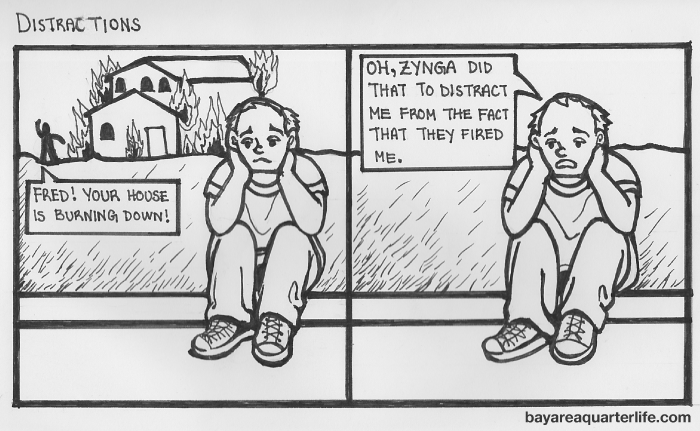 DISTRACTIONS
FRED! YOUR HOUSE
IS BURNING DOWN!
OH, ZYNGA DID
THAT TO DISTRACT
ME FROM THE FACT
THAT THEY FIRED
ME.
bayareaquarterlife.com